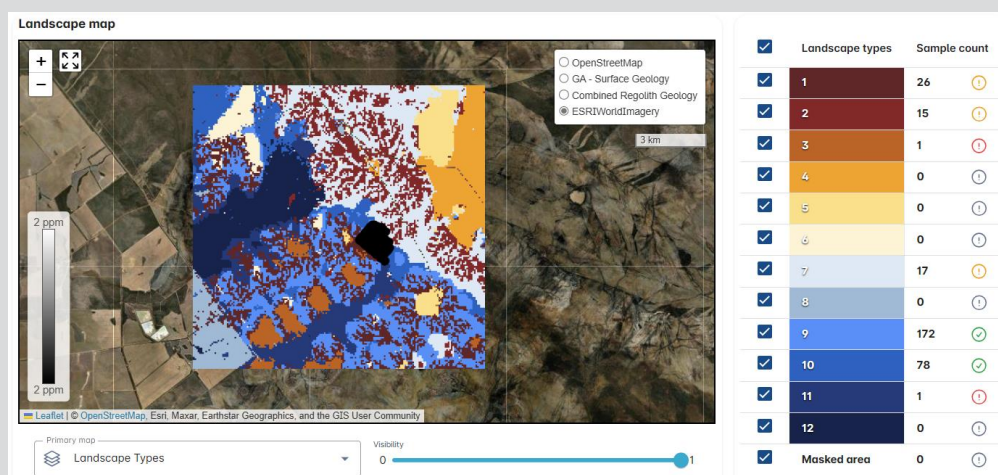 Landscape map
+
−
OpenStreetMap
GA - Surface Geology
Combined Regolith Geology
ESRIWorldImagery
3 km
2 ppm
2 ppm
Leaflet | © OpenStreetMap, Esri, Maxar, Earthstar Geographics, and the GIS User Community
Primary map
Landscape Types
Visibility
0 1
Landscape types Sample count
1 26
2 15
3 1
4 0
5 0
6 0
7 17
8 0
9 172
10 78
11 1
12 0
Masked area 0